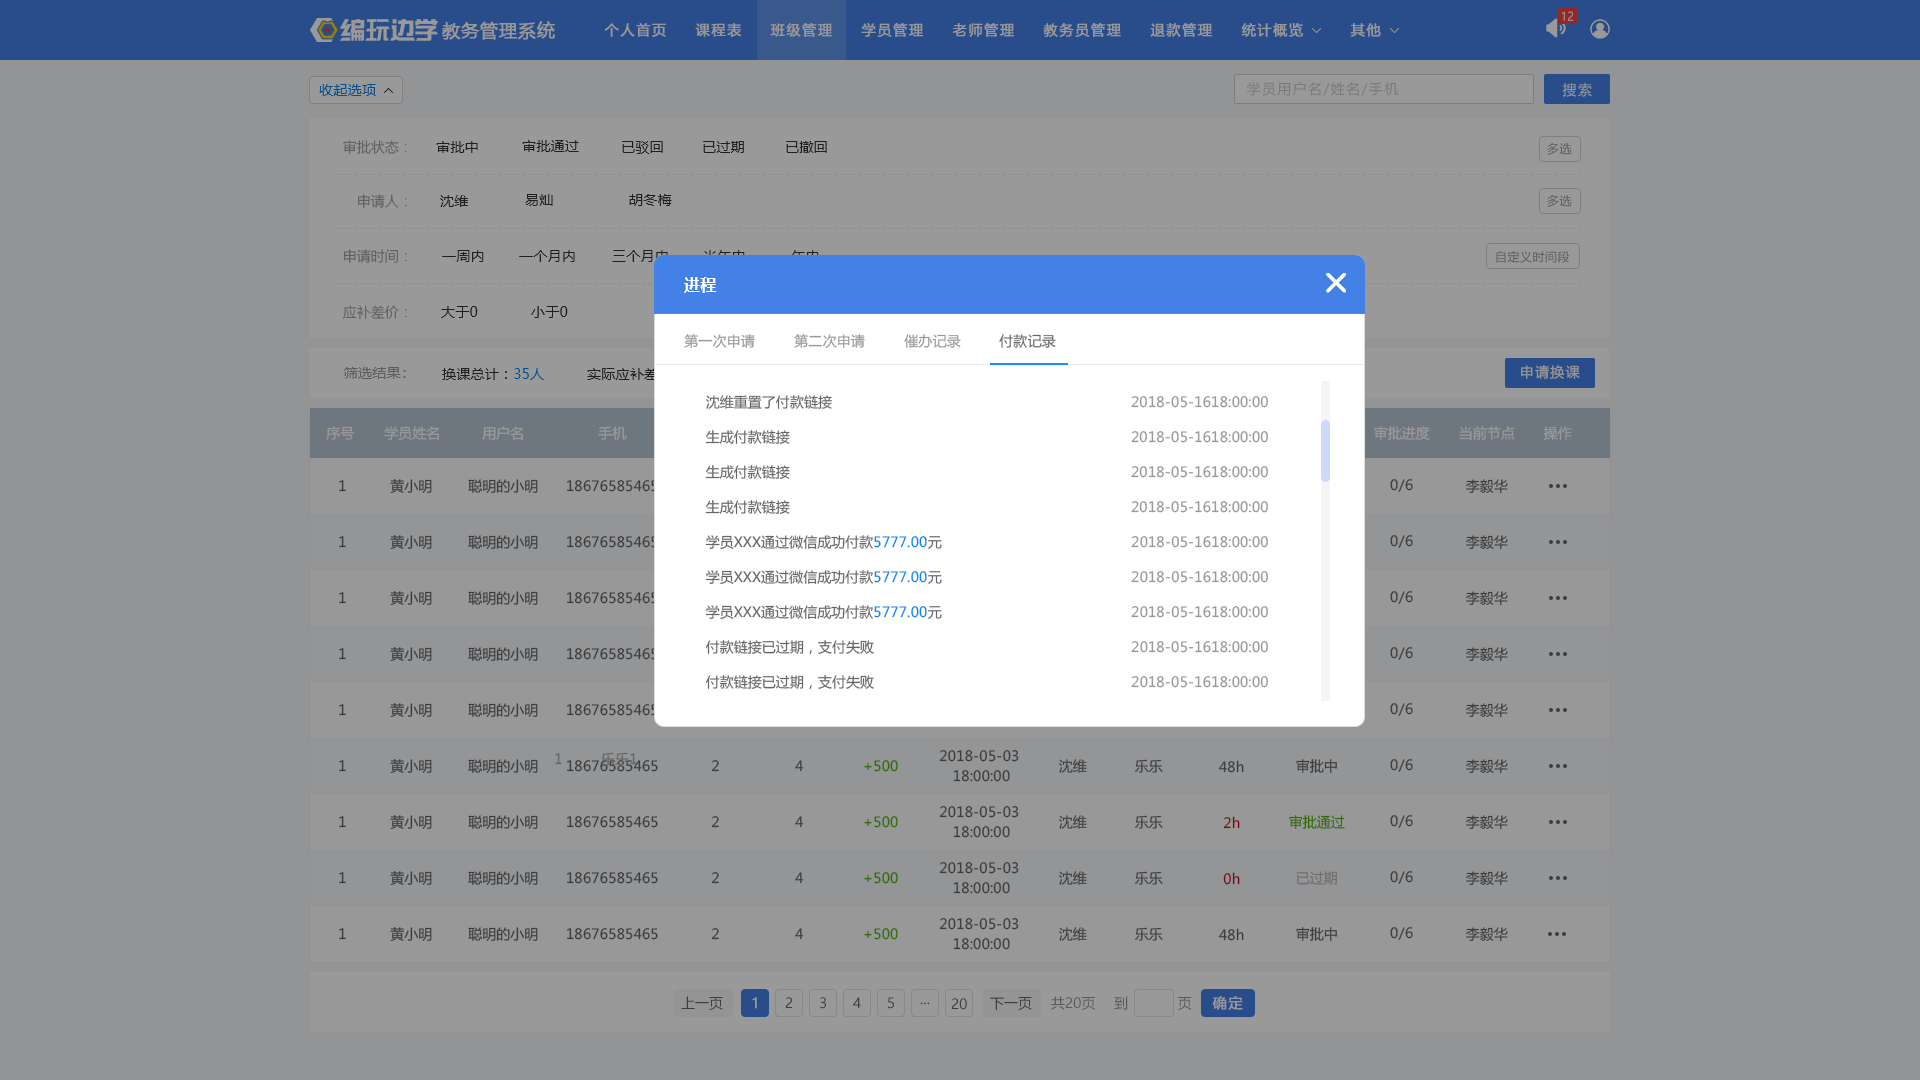 编玩边学 教务管理系统 个人首页 课程表 班级管理 学员管理 老师管理 教务员管理 退款管理 统计概览 其他 12
收起选项 学员用户名/姓名/手机 搜索
审批状态： 审批中 审批通过 已驳回 已过期 已撤回 多选
申请人： 沈维 易灿 胡冬梅 多选
申请时间： 一周内 一个月内 三个月内 半年内 一年内 自定义时间段
应补差价： 大于0 小于0
筛选结果： 换课总计：35人 实际应补差 申请换课
进程
第一次申请 第二次申请 催办记录 付款记录
沈维重置了付款链接 2018-05-1618:00:00
生成付款链接 2018-05-1618:00:00
生成付款链接 2018-05-1618:00:00
生成付款链接 2018-05-1618:00:00
学员XXX通过微信成功付款5777.00元 2018-05-1618:00:00
学员XXX通过微信成功付款5777.00元 2018-05-1618:00:00
学员XXX通过微信成功付款5777.00元 2018-05-1618:00:00
付款链接已过期，支付失败 2018-05-1618:00:00
付款链接已过期，支付失败 2018-05-1618:00:00
序号 学员姓名 用户名 手机 审批进度 当前节点 操作
1 黄小明 聪明的小明 18676585465 0/6 李毅华 •••
1 黄小明 聪明的小明 18676585465 0/6 李毅华 •••
1 黄小明 聪明的小明 18676585465 0/6 李毅华 •••
1 黄小明 聪明的小明 18676585465 0/6 李毅华 •••
1 黄小明 聪明的小明 18676585465 0/6 李毅华 •••
1 乐乐1
1 黄小明 聪明的小明 18676585465 2 4 +500 2018-05-03 18:00:00 沈维 乐乐 48h 审批中 0/6 李毅华 •••
1 黄小明 聪明的小明 18676585465 2 4 +500 2018-05-03 18:00:00 沈维 乐乐 2h 审批通过 0/6 李毅华 •••
1 黄小明 聪明的小明 18676585465 2 4 +500 2018-05-03 18:00:00 沈维 乐乐 0h 已过期 0/6 李毅华 •••
1 黄小明 聪明的小明 18676585465 2 4 +500 2018-05-03 18:00:00 沈维 乐乐 48h 审批中 0/6 李毅华 •••
上一页 1 2 3 4 5 ··· 20 下一页 共20页 到 页 确定